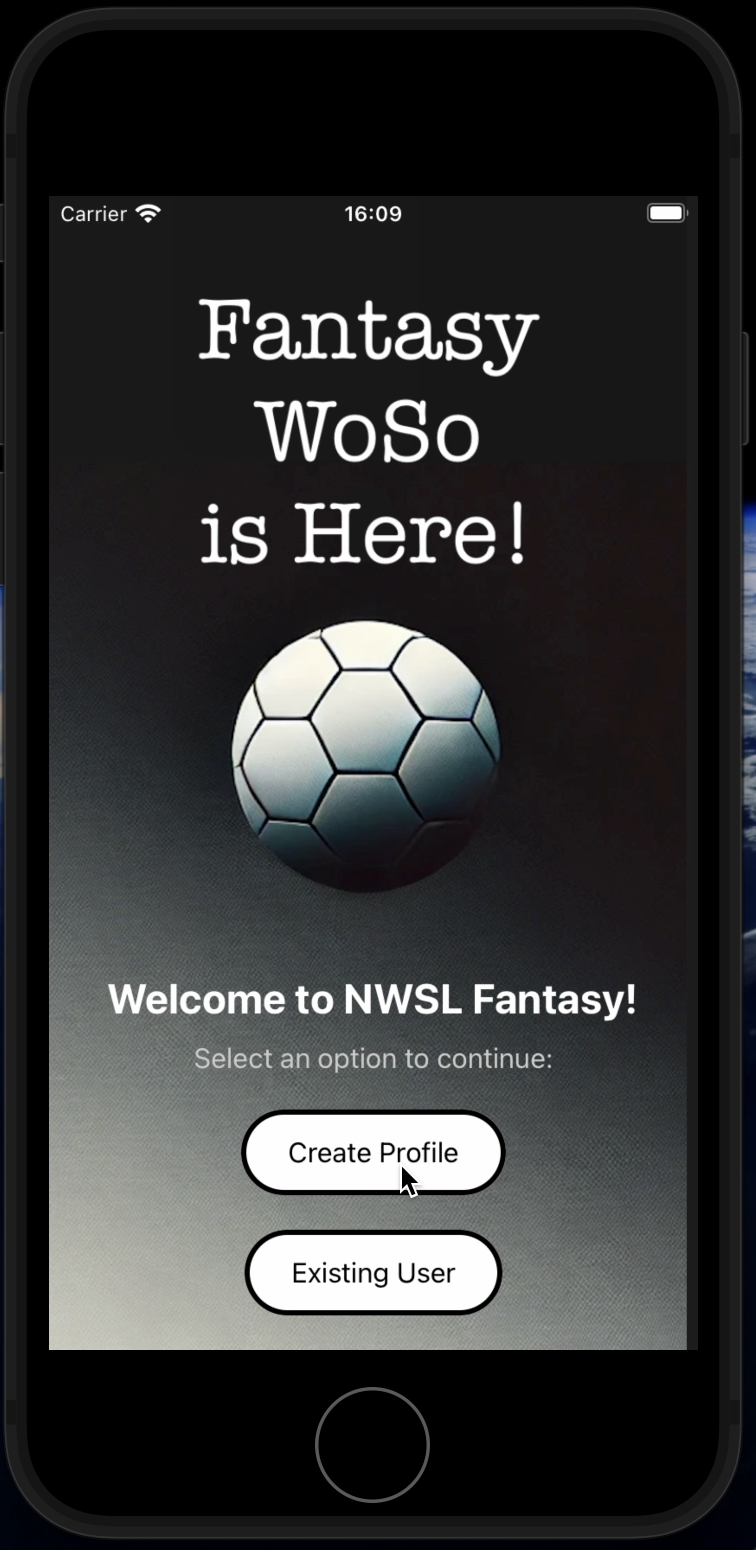 Carrier 16:09
Fantasy
WoSo
is Here!
Welcome to NWSL Fantasy!
Select an option to continue:
Create Profile
Existing User